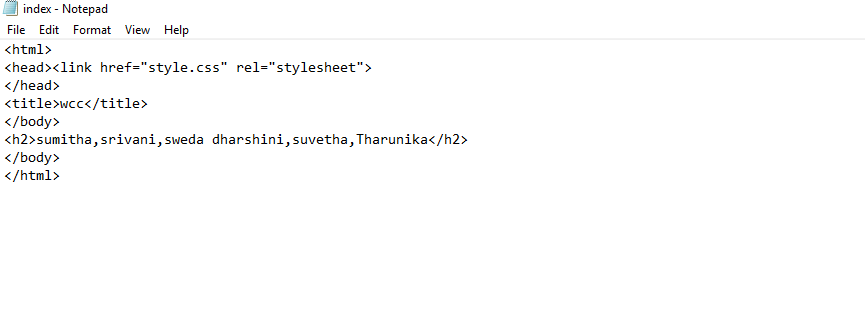 index - Notepad
File Edit Format View Help
<html>
<head><link href="style.css" rel="stylesheet">
</head>
<title>wcc</title>
</body>
<h2>sumitha,srivani,sweda dharshini,suvetha,Tharunika</h2>
</body>
</html>